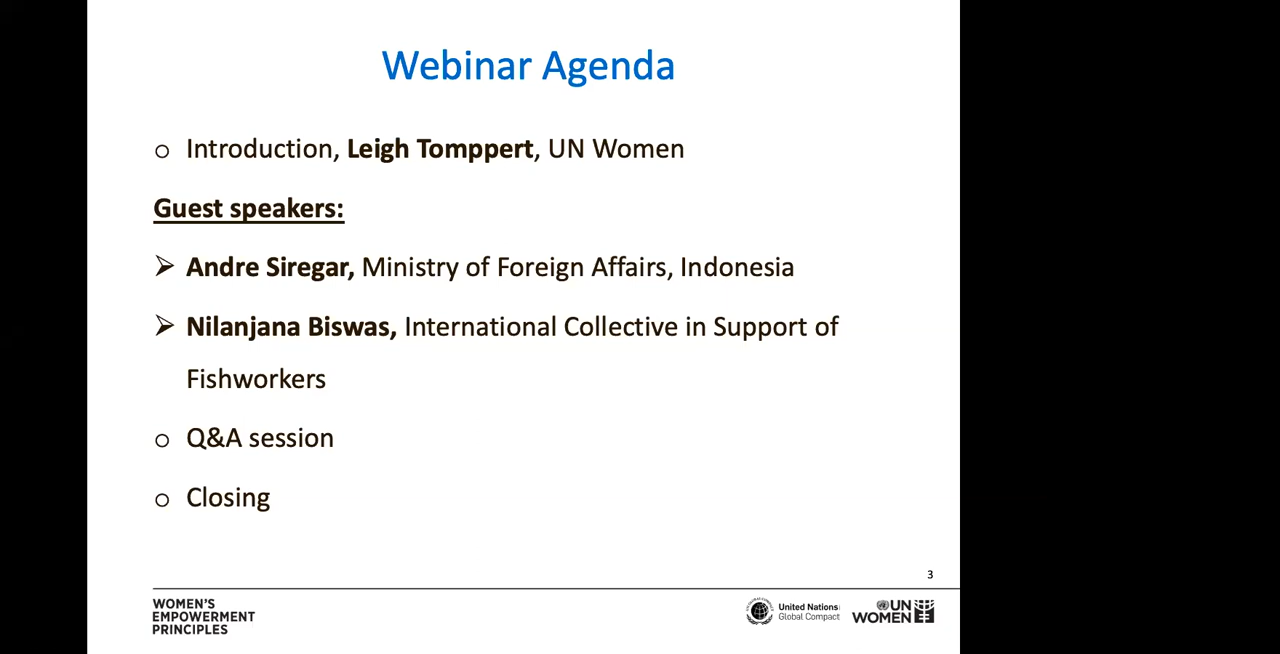 Webinar Agenda
o Introduction, Leigh Tomppert, UN Women
Guest speakers:
➢ Andre Siregar, Ministry of Foreign Affairs, Indonesia
➢ Nilanjana Biswas, International Collective in Support of
Fishworkers
o Q&A session
o Closing
3
WOMEN'S
EMPOWERMENT
PRINCIPLES
United Nations
Global Compact
UN
WOMEN